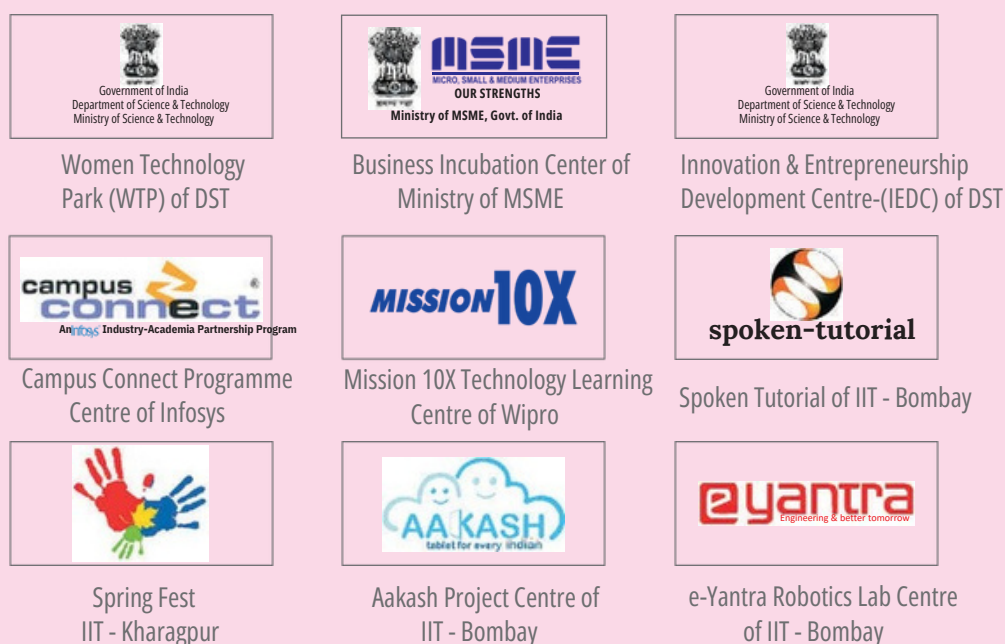 Government of India
Department of Science & Technology
Ministry of Science & Technology
Women Technology
Park (WTP) of DST
MSME
MICRO, SMALL & MEDIUM ENTERPRISES
OUR STRENGTHS
Ministry of MSME, Govt. of India
Business Incubation Center of
Ministry of MSME
Government of India
Department of Science & Technology
Ministry of Science & Technology
Innovation & Entrepreneurship
Development Centre-(IEDC) of DST
campus
connect
®
An Infosys Industry-Academia Partnership Program
Campus Connect Programme
Centre of Infosys
MISSION 10X
Mission 10X Technology Learning
Centre of Wipro
spoken-tutorial
Spoken Tutorial of IIT - Bombay
Spring Fest
IIT - Kharagpur
AAKASH
tablet for every indian
Aakash Project Centre of
IIT - Bombay
eyantra
Engineering & better tomorrow
e-Yantra Robotics Lab Centre
of IIT - Bombay